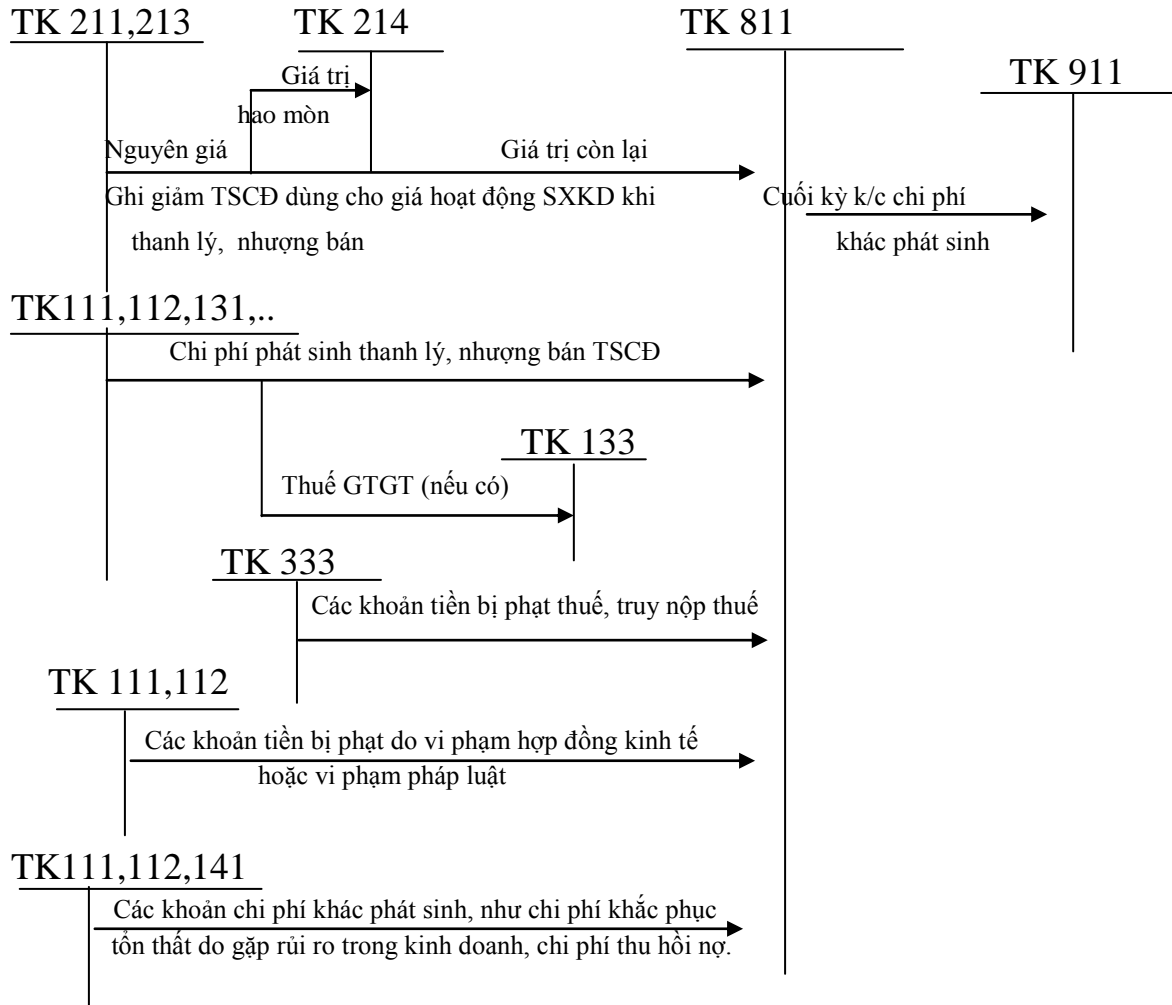 TK 211,213
TK 214
TK 811
TK 911
Giá trị
hao mòn
Nguyên giá
Giá trị còn lại
Ghi giảm TSCĐ dùng cho giá hoạt động SXKD khi
thanh lý, nhượng bán
Cuối kỳ k/c chi phí
khác phát sinh
TK111,112,131,..
Chi phí phát sinh thanh lý, nhượng bán TSCĐ
TK 133
Thuế GTGT (nếu có)
TK 333
Các khoản tiền bị phạt thuế, truy nộp thuế
TK 111,112
Các khoản tiền bị phạt do vi phạm hợp đồng kinh tế
hoặc vi phạm pháp luật
TK111,112,141
Các khoản chi phí khác phát sinh, như chi phí khắc phục
tổn thất do gặp rủi ro trong kinh doanh, chi phí thu hồi nợ.